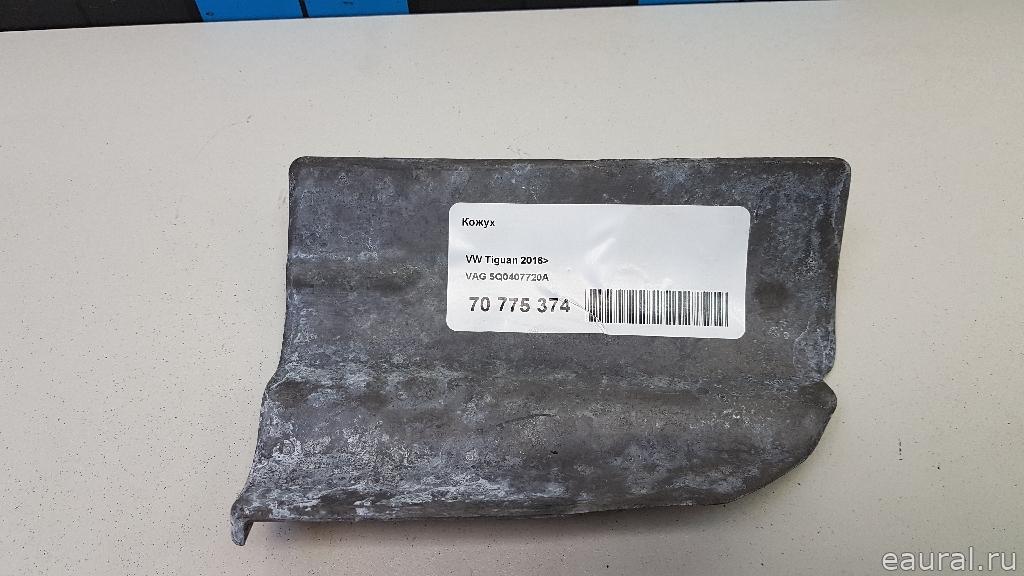 Кожух
VW Tiguan 2016>
VAG 5Q0407720A
70 775 374
eaural.ru